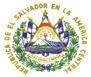 REPUBLICA DE EL SALVADOR EN LA AMERICA CENTRAL